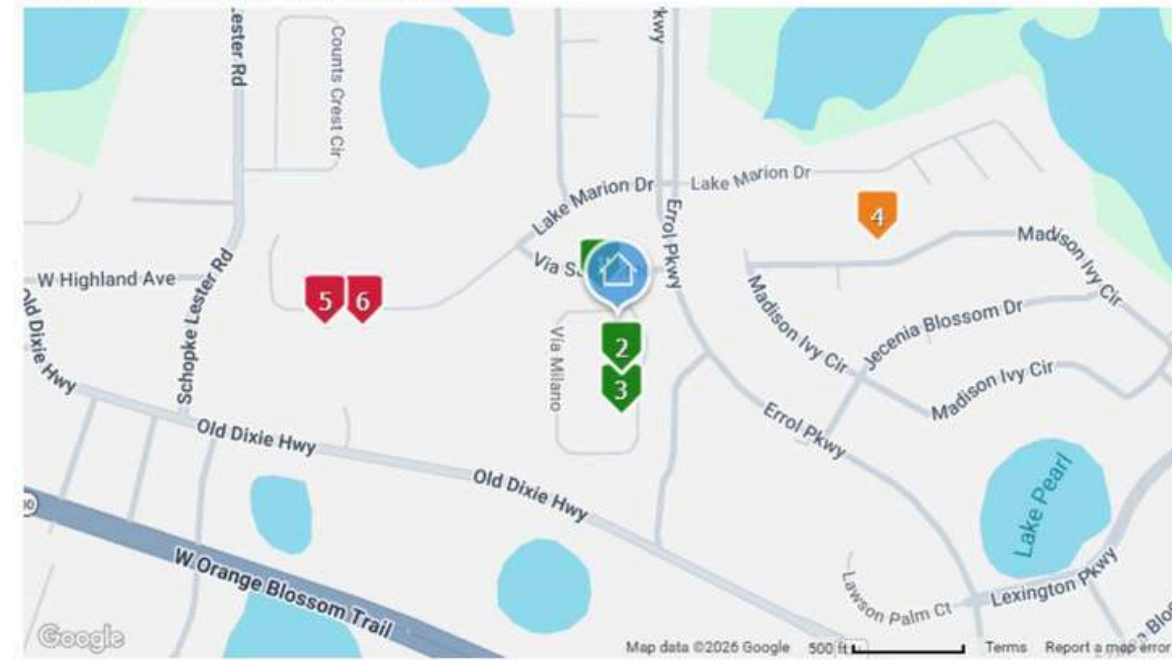 Lester Rd
Counts Crest Cir
kwy
Lake Marion Dr
Lake Marion Dr
4
Errol Pkwy
Via S
Madison Ivy Cir
W Highland Ave
Schopke Lester Rd
5
6
Old Dixie Hwy
Via Milano
2
3
Madison Ivy Cir
Jecenia Blossom Dr
Madison Ivy Cir
Errol Pkwy
Old Dixie Hwy
Old Dixie Hwy
Lake Pearl
W Orange Blossom Trail
Lawson Palm Ct
Lexington Pkwy
Google
Map data ©2026 Google
500 ft
Terms
Report a map error